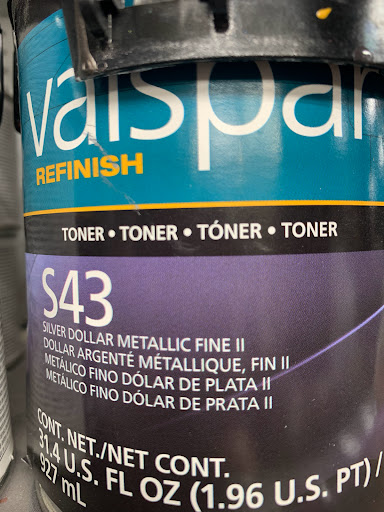 valspar
REFINISH
TONER • TONER • TÓNER • TONER
S43
SILVER DOLLAR METALLIC FINE II
DOLLAR ARGENTÉ MÉTALLIQUE, FIN II
METÁLICO FINO DÓLAR DE PLATA II
METÁLICO FINO DÓLAR DE PRATA II
CONT. NET./NET CONT.
31.4 U.S. FL OZ (1.96 U.S. PT) /
927 mL